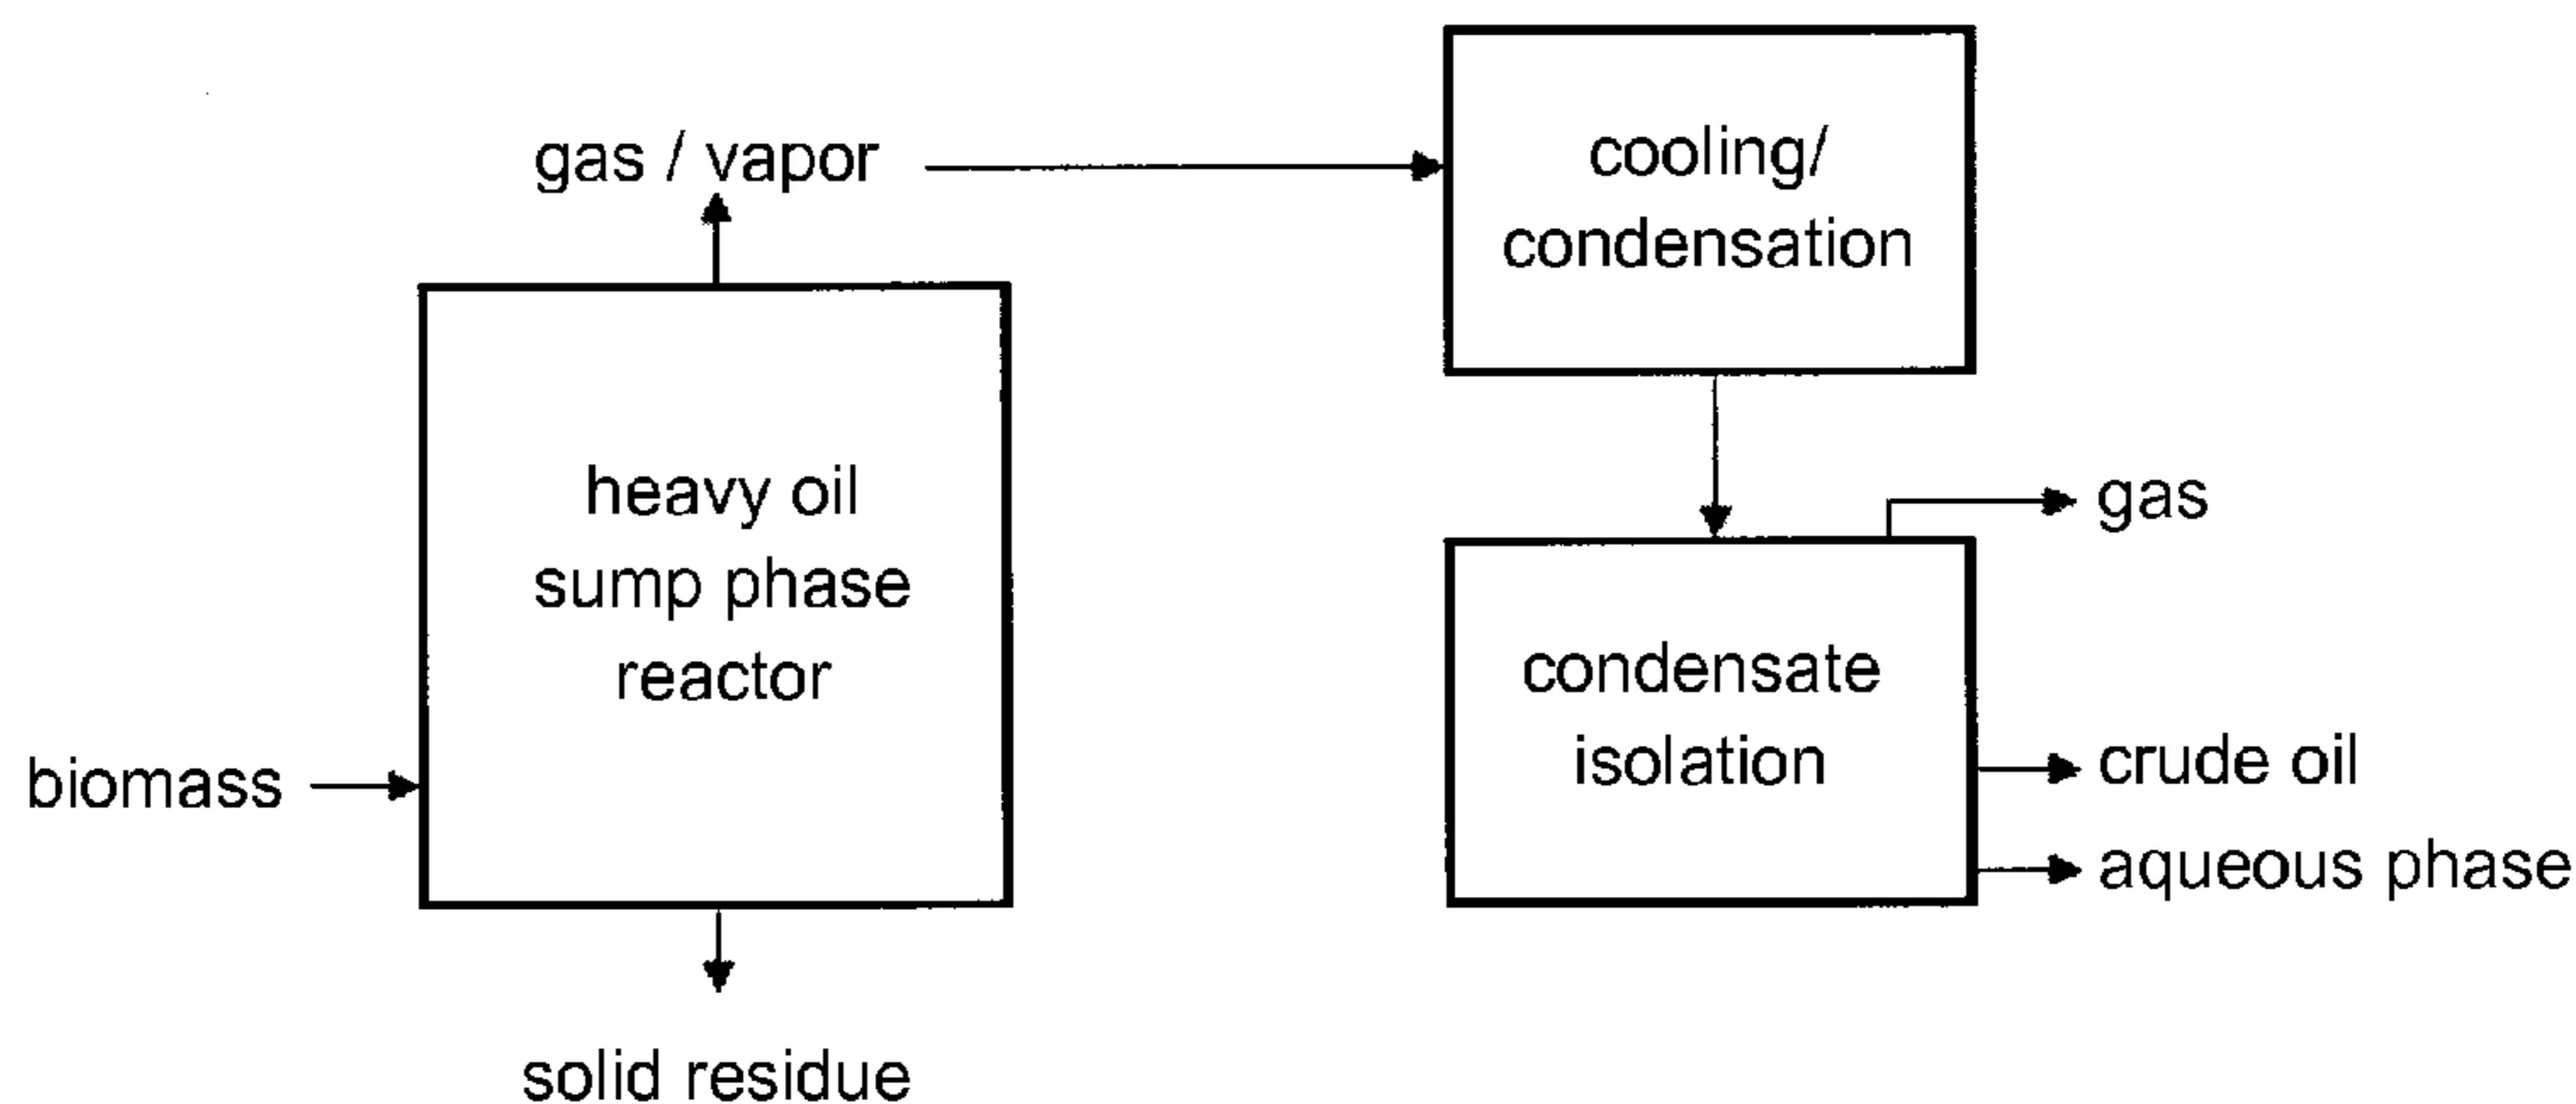 gas / vapor
cooling/
condensation
heavy oil
sump phase
reactor
biomass
solid residue
gas
condensate
isolation
crude oil
aqueous phase